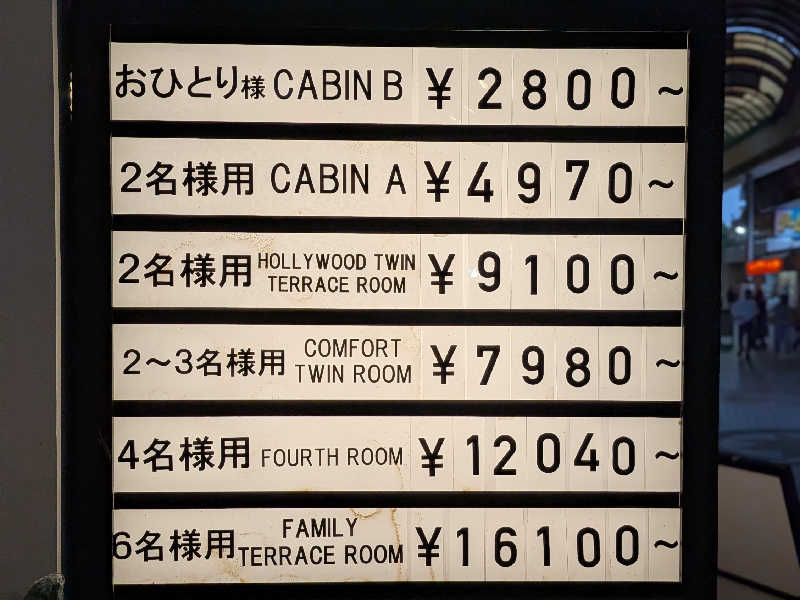 おひとり様 CABIN B ¥2800~
2名様用 CABIN A ¥4970~
2名様用 HOLLYWOOD TWIN
TERRACE ROOM ¥9100~
2~3名様用 COMFORT
TWIN ROOM ¥7980~
4名様用 FOURTH ROOM ¥12040~
6名様用 FAMILY
TERRACE ROOM ¥16100~